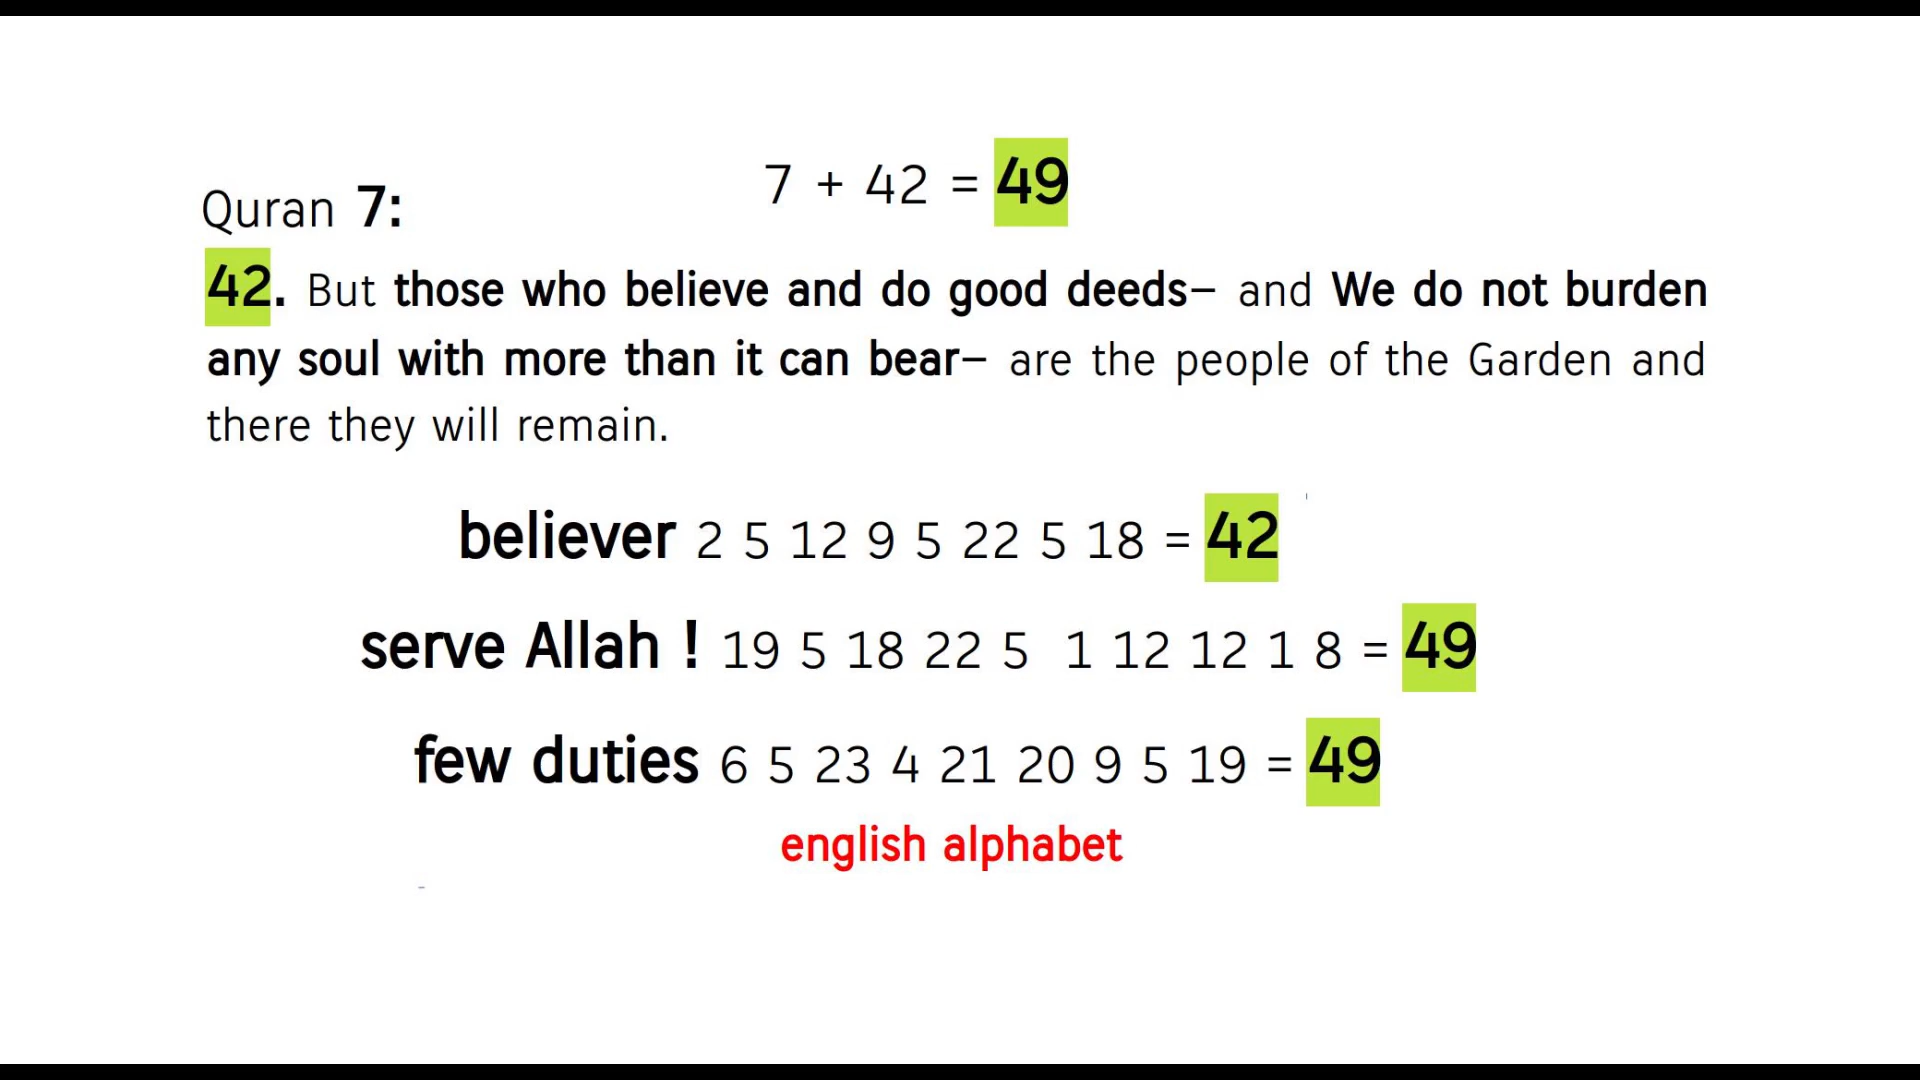 7 + 42 = 49
Quran 7:
42. But those who believe and do good deeds– and We do not burden
any soul with more than it can bear– are the people of the Garden and
there they will remain.
believer 2 5 12 9 5 22 5 18 = 42
serve Allah ! 19 5 18 22 5 1 12 12 1 8 = 49
few duties 6 5 23 4 21 20 9 5 19 = 49
english alphabet